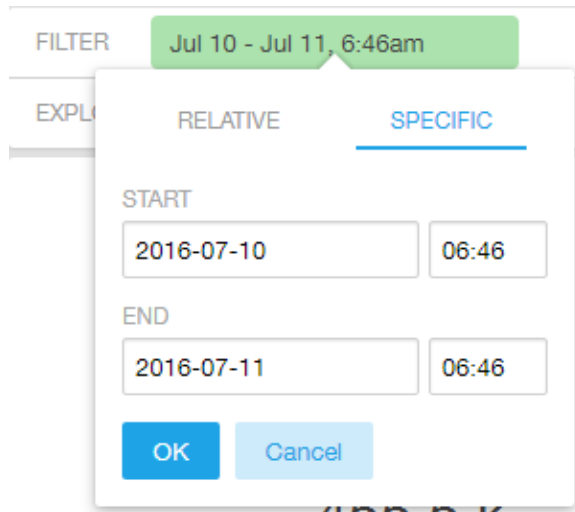 FILTER Jul 10 - Jul 11, 6:46am
EXPL
RELATIVE SPECIFIC
START
2016-07-10 06:46
END
2016-07-11 06:46
OK Cancel